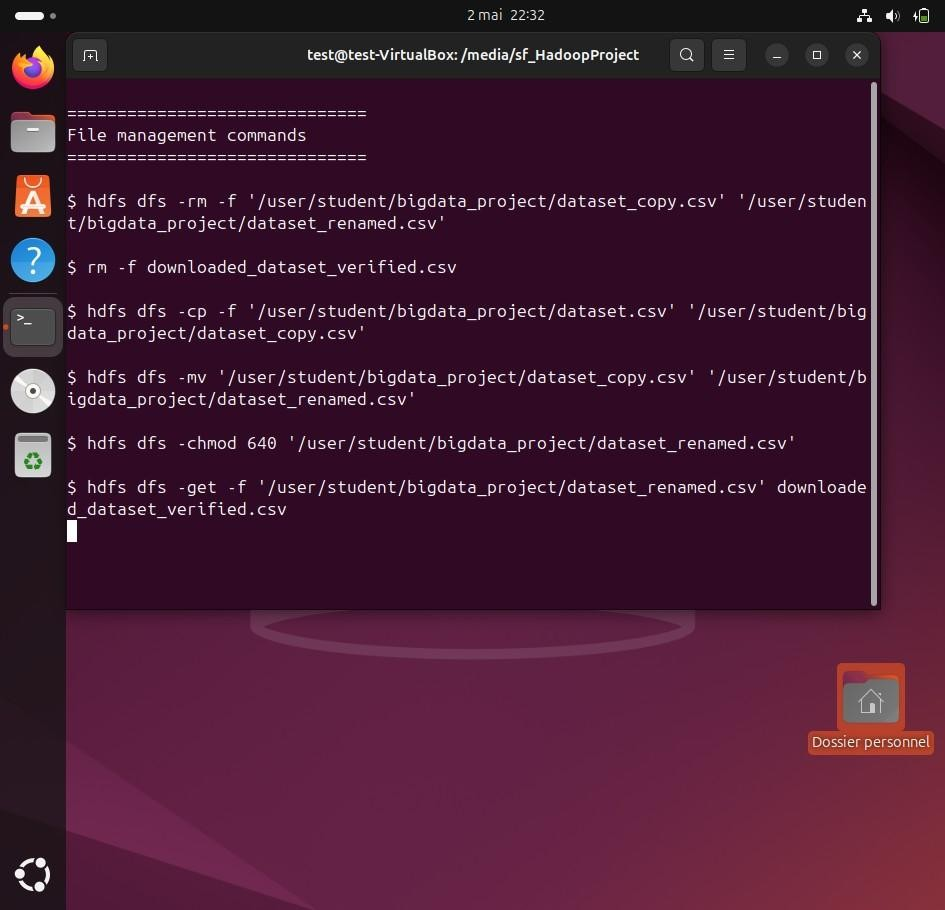 2 mai 22:32
test@test-VirtualBox: /media/sf_HadoopProject
==============================
File management commands
==============================
$ hdfs dfs -rm -f '/user/student/bigdata_project/dataset_copy.csv' '/user/studen
t/bigdata_project/dataset_renamed.csv'
$ rm -f downloaded_dataset_verified.csv
$ hdfs dfs -cp -f '/user/student/bigdata_project/dataset.csv' '/user/student/big
data_project/dataset_copy.csv'
$ hdfs dfs -mv '/user/student/bigdata_project/dataset_copy.csv' '/user/student/b
igdata_project/dataset_renamed.csv'
$ hdfs dfs -chmod 640 '/user/student/bigdata_project/dataset_renamed.csv'
$ hdfs dfs -get -f '/user/student/bigdata_project/dataset_renamed.csv' downloade
d_dataset_verified.csv
Dossier personnel